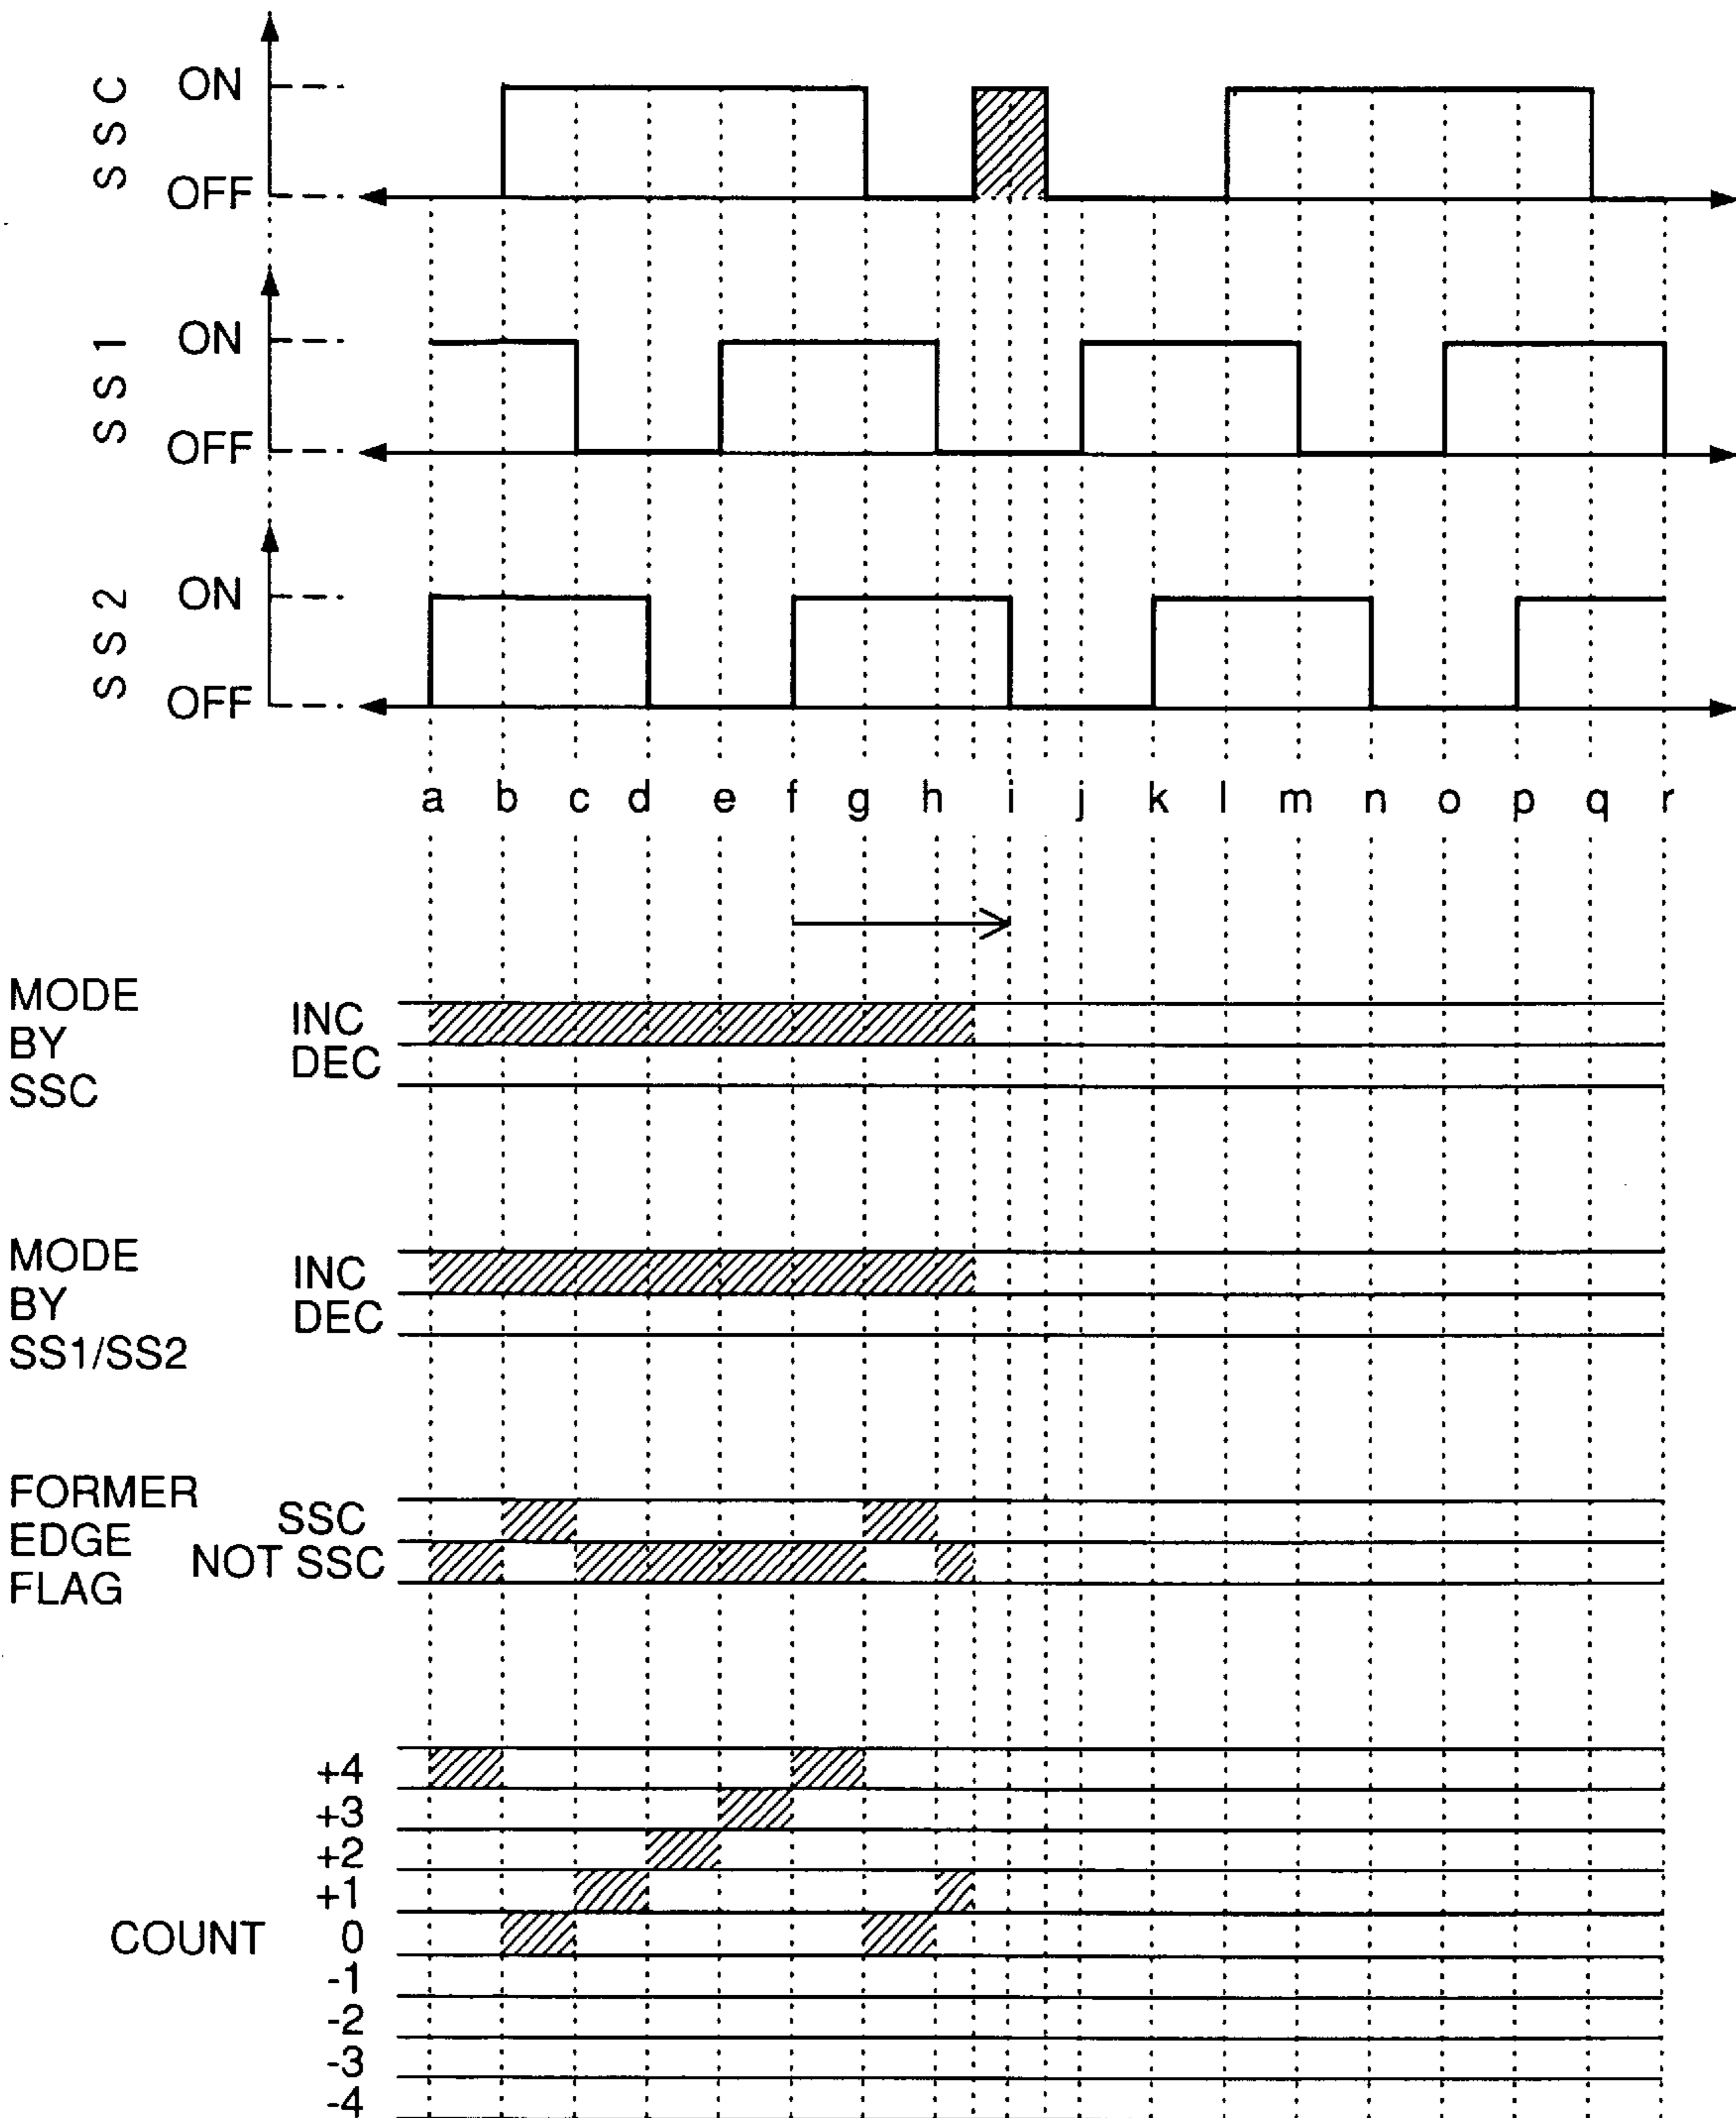 SSC
ON
OFF
SS1
ON
OFF
SS2
ON
OFF
a b c d e f g h i j k l m n o p q r
MODE
BY
SSC
INC
DEC
MODE
BY
SS1/SS2
INC
DEC
FORMER
EDGE
FLAG
SSC
NOT SSC
COUNT
+4
+3
+2
+1
0
-1
-2
-3
-4